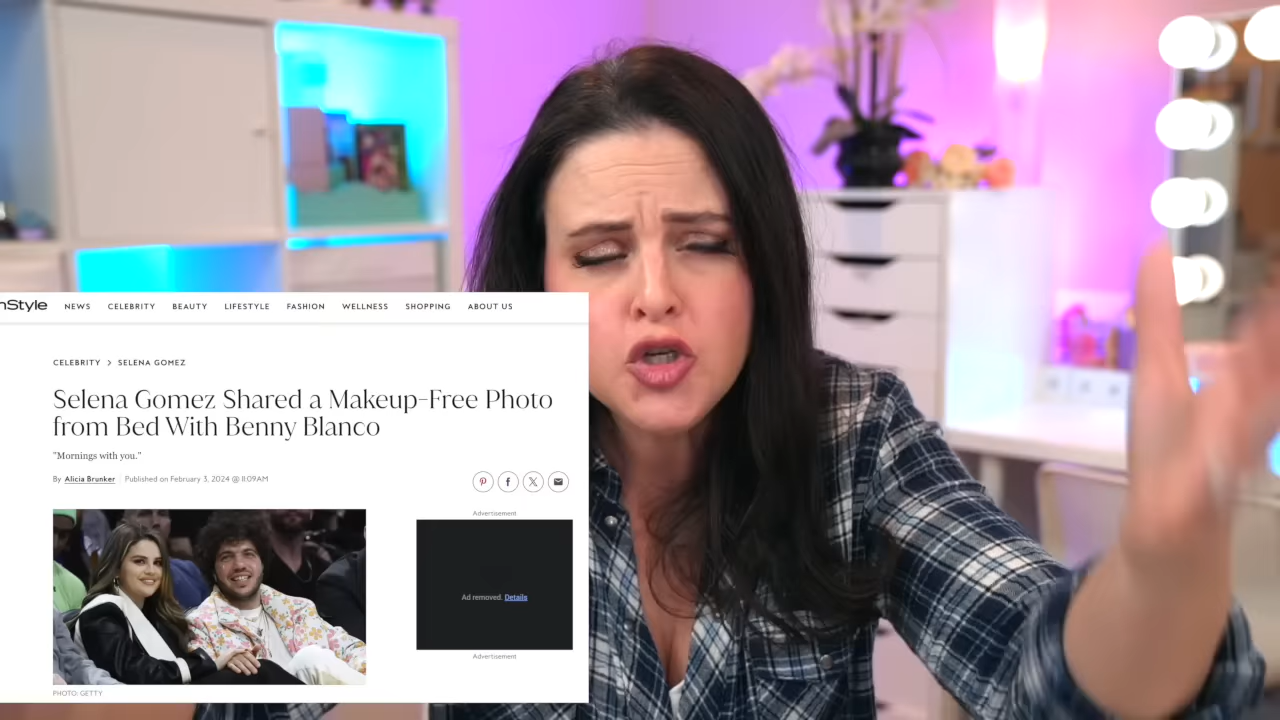 nStyle NEWS CELEBRITY BEAUTY LIFESTYLE FASHION WELLNESS SHOPPING ABOUT US
CELEBRITY > SELENA GOMEZ
Selena Gomez Shared a Makeup-Free Photo
from Bed With Benny Blanco
"Mornings with you."
By Alicia Brunker Published on February 3, 2024 @ 11:09AM
Advertisement
Ad removed. Details
Advertisement
PHOTO: GETTY